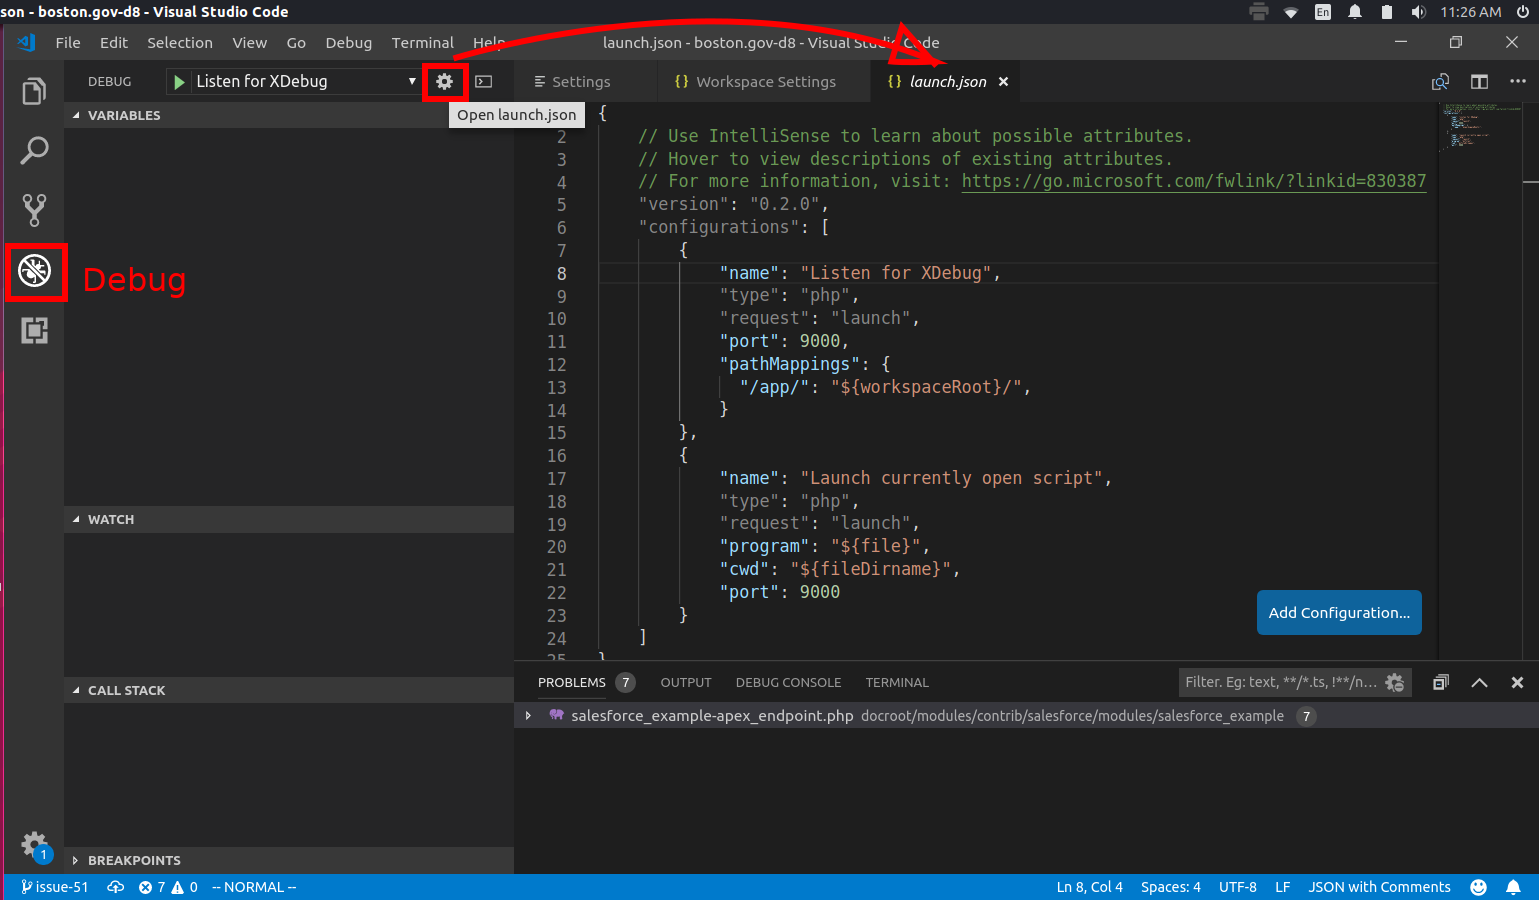 son - boston.gov-d8 - Visual Studio Code
En
11:26 AM
File Edit Selection View Go Debug Terminal Help
launch.json - boston.gov-d8 - Visual Studio Code
DEBUG
Listen for XDebug
Settings
{} Workspace Settings
{} launch.json
Open launch.json
VARIABLES
{
2 // Use IntelliSense to learn about possible attributes.
3 // Hover to view descriptions of existing attributes.
4 // For more information, visit: https://go.microsoft.com/fwlink/?linkid=830387
5 "version": "0.2.0",
6 "configurations": [
7 {
8 "name": "Listen for XDebug",
9 "type": "php",
10 "request": "launch",
11 "port": 9000,
12 "pathMappings": {
13 "/app/": "${workspaceRoot}/",
14 }
15 },
16 {
17 "name": "Launch currently open script",
18 "type": "php",
19 "request": "launch",
20 "program": "${file}",
21 "cwd": "${fileDirname}",
22 "port": 9000
23 }
24 ]
25 }
Debug
WATCH
CALL STACK
BREAKPOINTS
Add Configuration...
PROBLEMS 7 OUTPUT DEBUG CONSOLE TERMINAL
Filter. Eg: text, **/*.ts, !**/n...
salesforce_example-apex_endpoint.php docroot/modules/contrib/salesforce/modules/salesforce_example 7
1
issue-51 7 0 -- NORMAL --
Ln 8, Col 4 Spaces: 4 UTF-8 LF JSON with Comments